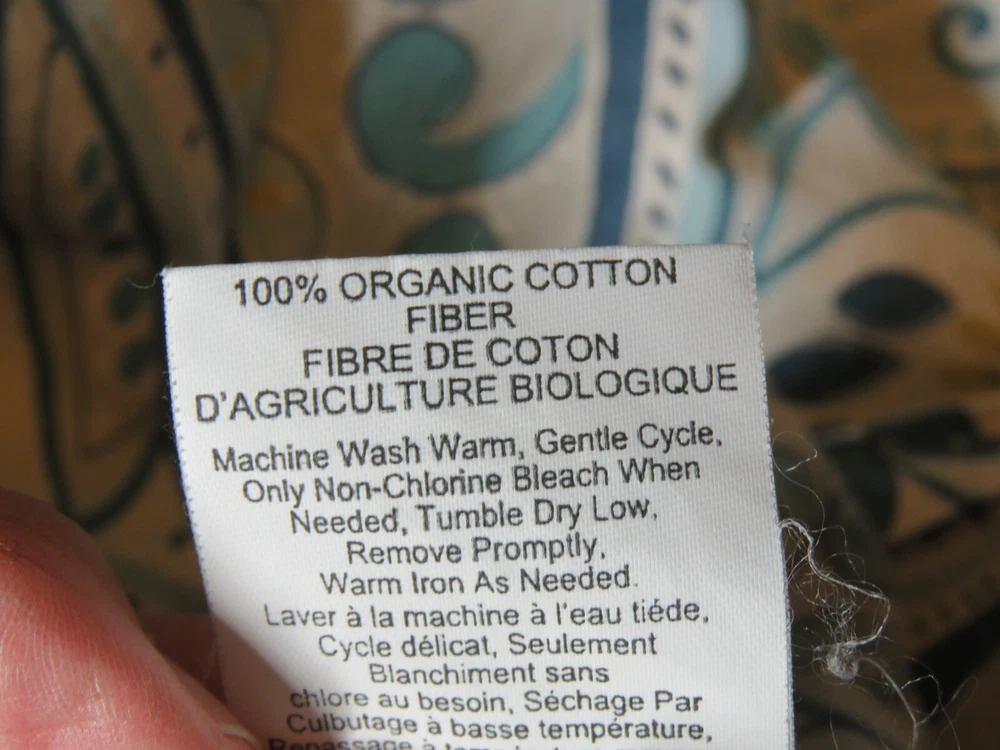 100% ORGANIC COTTON
FIBER
FIBRE DE COTON
D'AGRICULTURE BIOLOGIQUE
Machine Wash Warm, Gentle Cycle,
Only Non-Chlorine Bleach When
Needed, Tumble Dry Low,
Remove Promptly,
Warm Iron As Needed.
Laver à la machine à l'eau tiéde,
Cycle délicat, Seulement
Blanchiment sans
chlore au besoin, Séchage Par
Culbutage à basse température,
Repassage à